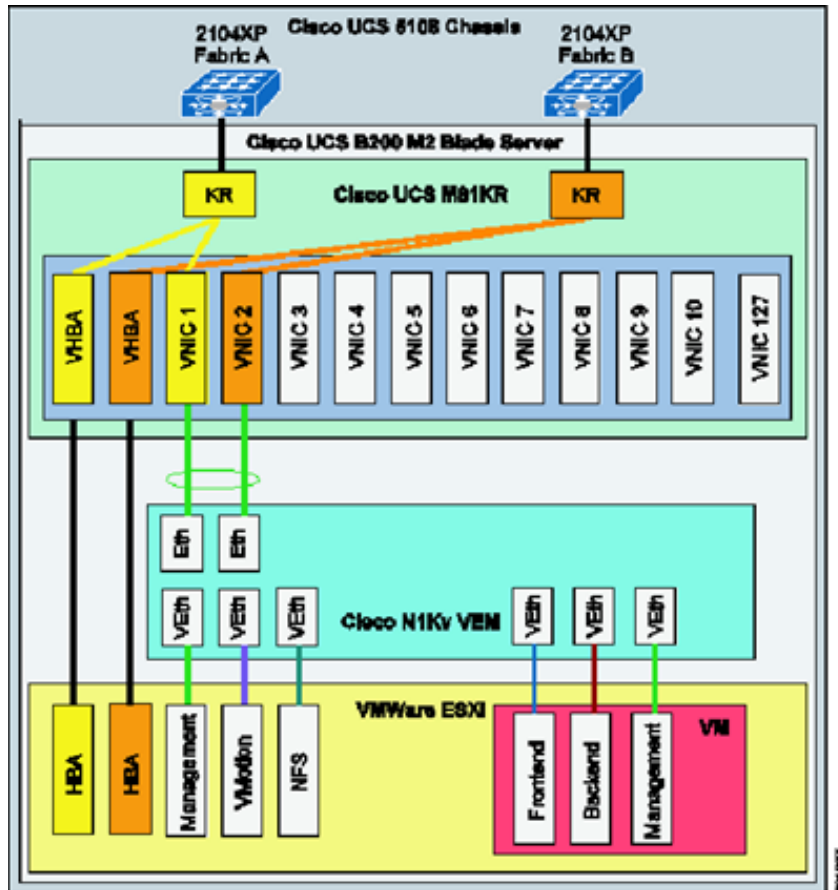 Cisco UCS 5108 Chassis
2104XP
Fabric A
2104XP
Fabric B
Cisco UCS B200 M2 Blade Server
KR
Cisco UCS M81KR
KR
VHBA
VHBA
VNIC 1
VNIC 2
VNIC 3
VNIC 4
VNIC 5
VNIC 6
VNIC 7
VNIC 8
VNIC 9
VNIC 10
VNIC 127
Eth
Eth
VEth
VEth
VEth
Cisco N1Kv VEM
VEth
VEth
VEth
VMWare ESXi
VM
HBA
HBA
Management
VMotion
NFS
Frontend
Backend
Management